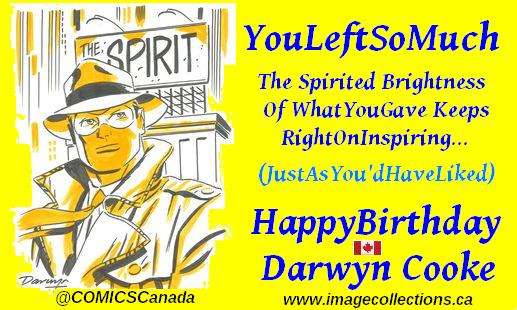 THE
SPIRIT
Darwyn
@COMICSCanada
YouLeftSoMuch
The Spirited Brightness
Of WhatYouGave Keeps
RightOnInspiring...
(JustAsYou'dHaveLiked)
HappyBirthday
Darwyn Cooke
www.imagecollections.ca